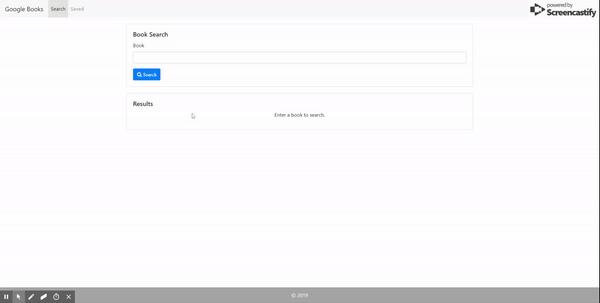 Google Books Search Saved
powered by
Screencastify
Book Search
Book
Search
Results
Enter a book to search.
© 2019